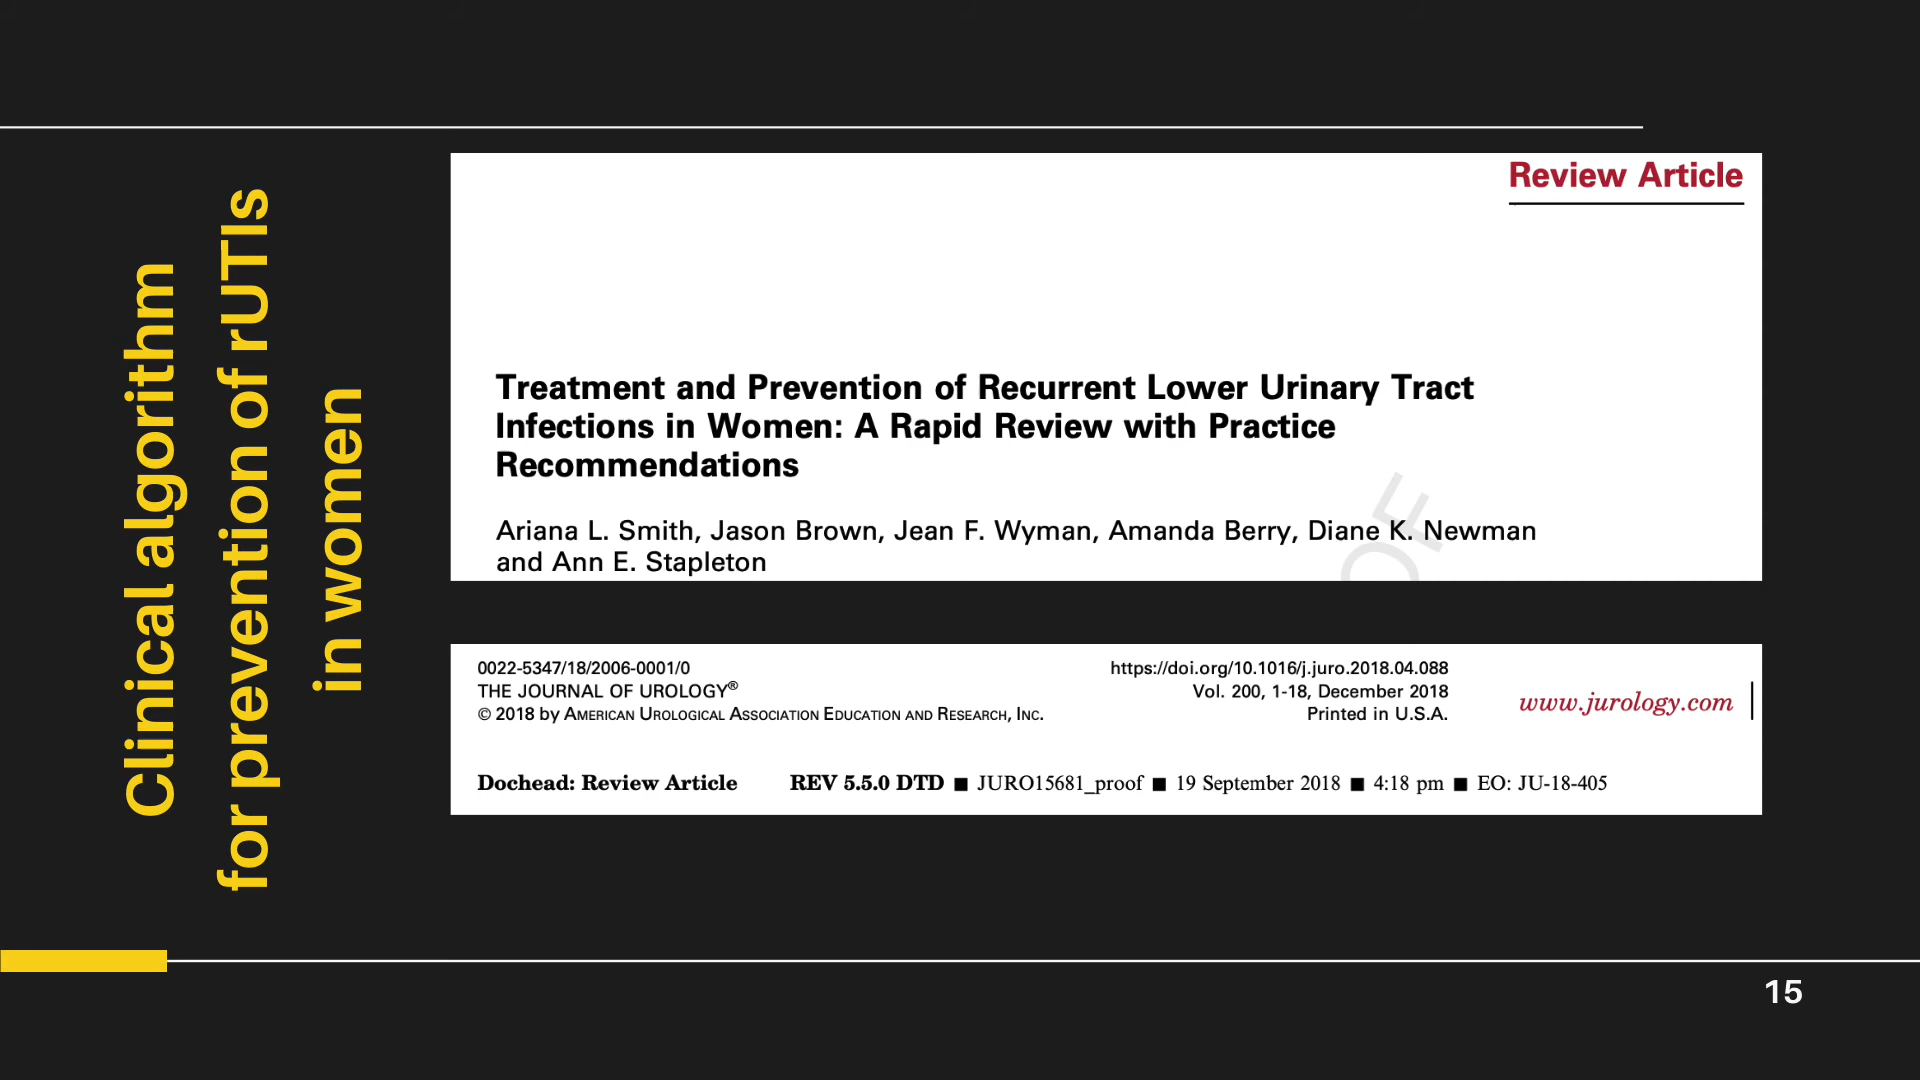 Clinical algorithm
for prevention of rUTIs
in women
Review Article
Treatment and Prevention of Recurrent Lower Urinary Tract
Infections in Women: A Rapid Review with Practice
Recommendations
Ariana L. Smith, Jason Brown, Jean F. Wyman, Amanda Berry, Diane K. Newman
and Ann E. Stapleton
OF
0022-5347/18/2006-0001/0
THE JOURNAL OF UROLOGY®
© 2018 by AMERICAN UROLOGICAL ASSOCIATION EDUCATION AND RESEARCH, INC.
https://doi.org/10.1016/j.juro.2018.04.088
Vol. 200, 1-18, December 2018
Printed in U.S.A.
www.jurology.com
Dochead: Review Article REV 5.5.0 DTD ■ JURO15681_proof ■ 19 September 2018 ■ 4:18 pm ■ EO: JU-18-405
15